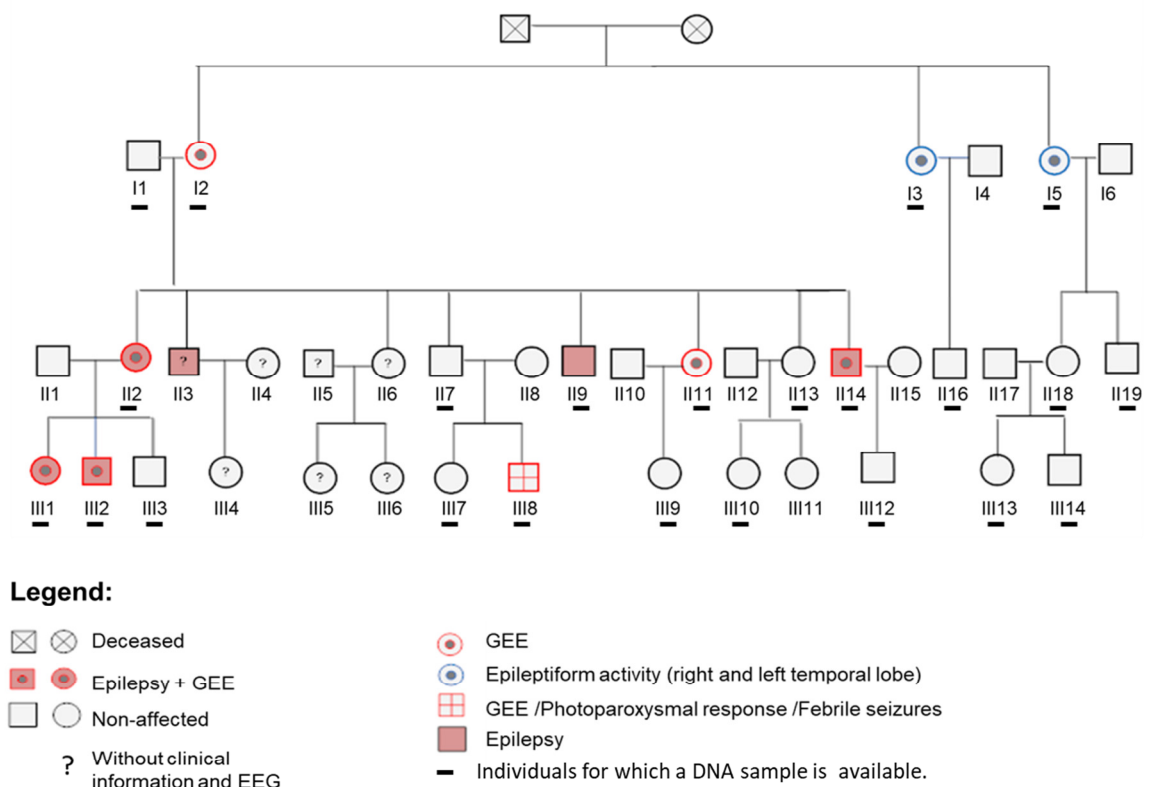 I1 I2 I3 I4 I5 I6
? ? ? ?
II1 II2 II3 II4 II5 II6 II7 II8 II9 II10 II11 II12 II13 II14 II15 II16 II17 II18 II19
? ? ?
III1 III2 III3 III4 III5 III6 III7 III8 III9 III10 III11 III12 III13 III14
Legend:
Deceased
Epilepsy + GEE
Non-affected
? Without clinical
information and EEG
GEE
Epileptiform activity (right and left temporal lobe)
GEE /Photoparoxysmal response /Febrile seizures
Epilepsy
Individuals for which a DNA sample is available.